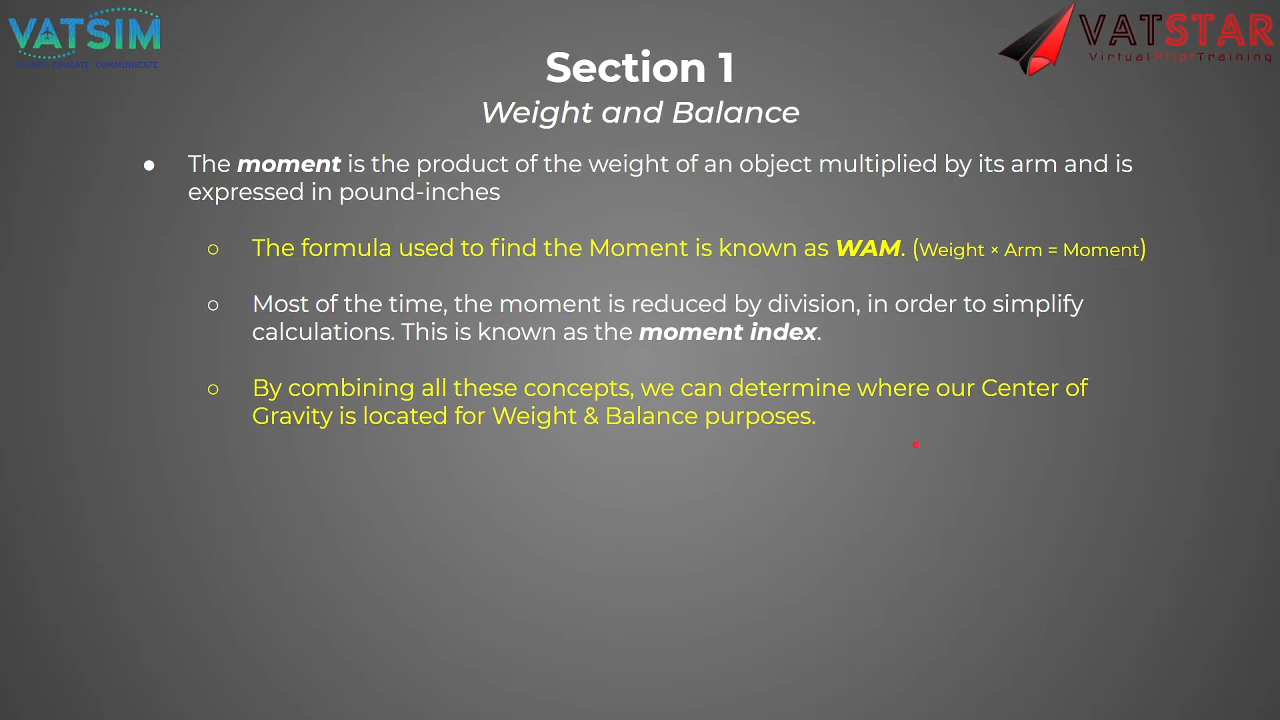 VATSIM
EDUCATE COMMUNICATE
VATSTAR
VirtualPilotTraining
Section 1
Weight and Balance
● The moment is the product of the weight of an object multiplied by its arm and is
expressed in pound-inches
○ The formula used to find the Moment is known as WAM. (Weight × Arm = Moment)
○ Most of the time, the moment is reduced by division, in order to simplify
calculations. This is known as the moment index.
○ By combining all these concepts, we can determine where our Center of
Gravity is located for Weight & Balance purposes.